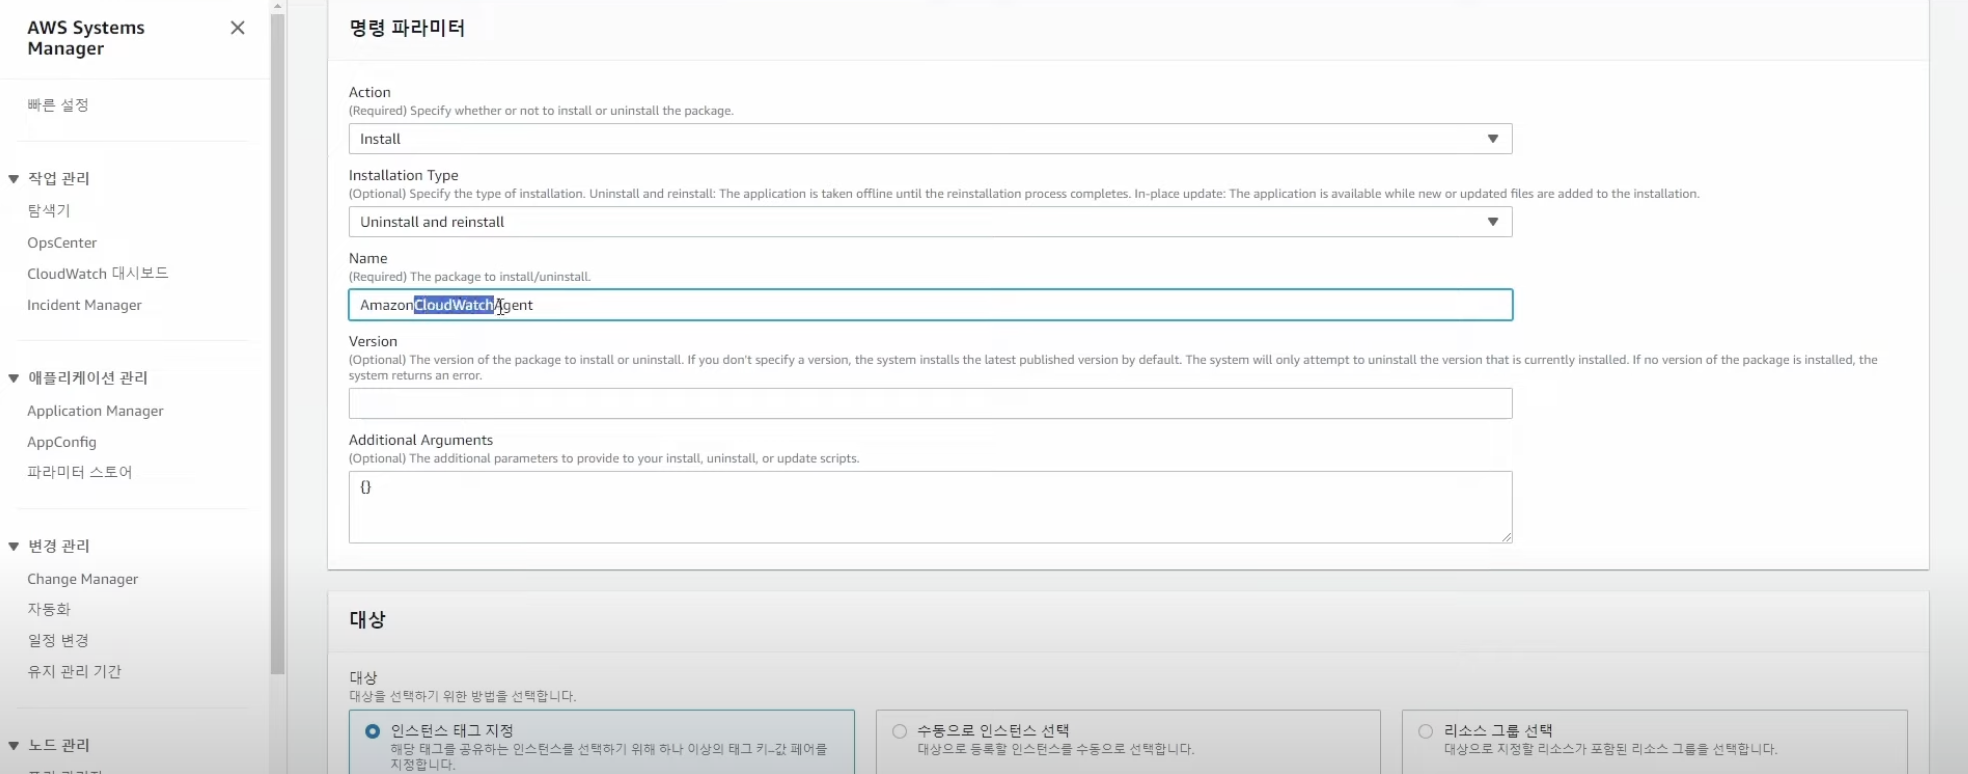 AWS Systems
Manager
빠른 설정
▼ 작업 관리
탐색기
OpsCenter
CloudWatch 대시보드
Incident Manager
▼ 애플리케이션 관리
Application Manager
AppConfig
파라미터 스토어
▼ 변경 관리
Change Manager
자동화
일정 변경
유지 관리 기간
▼ 노드 관리
명령 파라미터
Action
(Required) Specify whether or not to install or uninstall the package.
Install
Installation Type
(Optional) Specify the type of installation. Uninstall and reinstall: The application is taken offline until the reinstallation process completes. In-place update: The application is available while new or updated files are added to the installation.
Uninstall and reinstall
Name
(Required) The package to install/uninstall.
AmazonCloudWatchAgent
Version
(Optional) The version of the package to install or uninstall. If you don't specify a version, the system installs the latest published version by default. The system will only attempt to uninstall the version that is currently installed. If no version of the package is installed, the
system returns an error.
Additional Arguments
(Optional) The additional parameters to provide to your install, uninstall, or update scripts.
{}
대상
대상
대상을 선택하기 위한 방법을 선택합니다.
인스턴스 태그 지정
해당 태그를 공유하는 인스턴스를 선택하기 위해 하나 이상의 태그 키-값 페어를
지정합니다.
수동으로 인스턴스 선택
대상으로 등록할 인스턴스를 수동으로 선택합니다.
리소스 그룹 선택
대상으로 지정할 리소스가 포함된 리소스 그룹을 선택합니다.